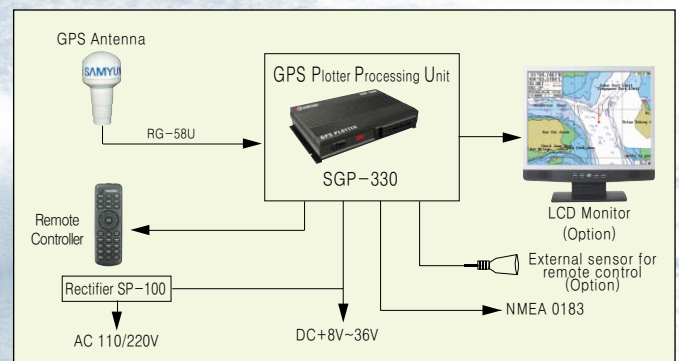 GPS Antenna
SAMYUN
RG-58U
GPS Plotter Processing Unit
GPS PLOTTER
SGP-330
LCD Monitor
(Option)
Remote
Controller
External sensor for
remote control
(Option)
Rectifier SP-100
NMEA 0183
AC 110/220V
DC+8V~36V